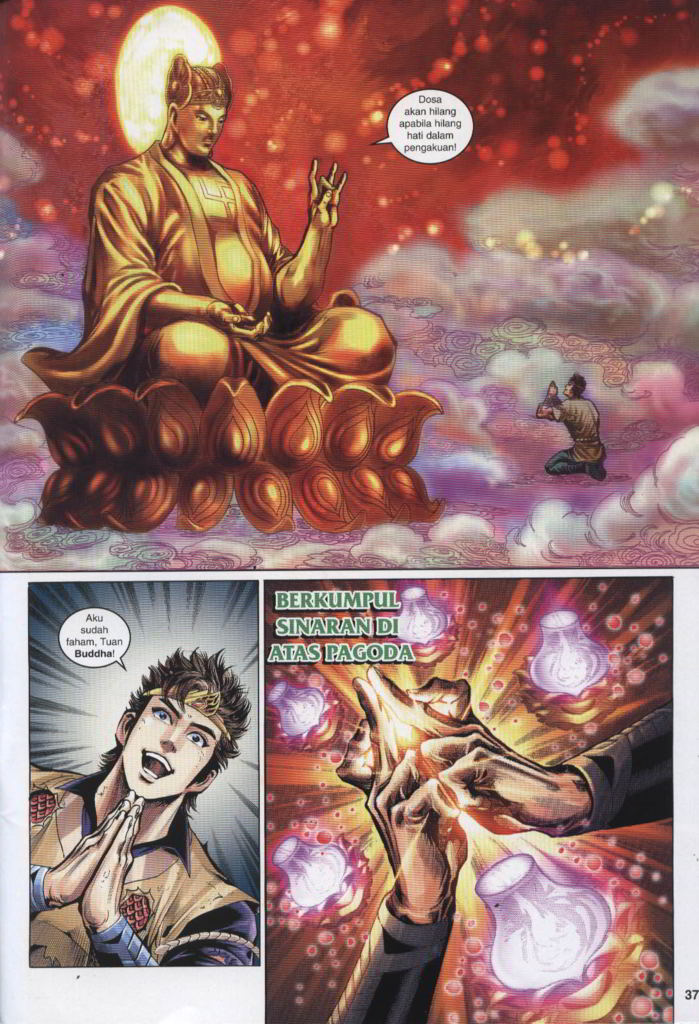 Dosa
akan hilang
apabila hilang
hati dalam
pengakuan!
Aku
sudah
faham, Tuan
Buddha!
BERKUMPUL
SINARAN DI
ATAS PAGODA
37